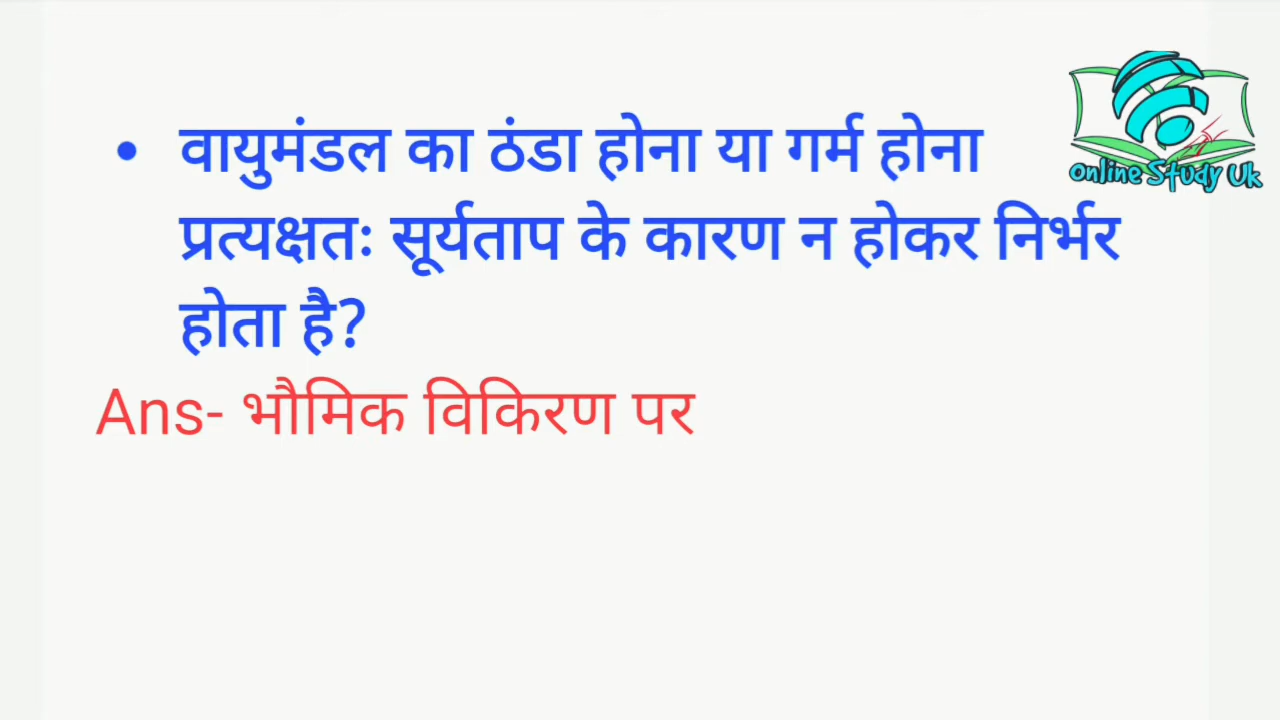 • वायुमंडल का ठंडा होना या गर्म होना
प्रत्यक्षतः सूर्यताप के कारण न होकर निर्भर
होता है?
Ans- भौमिक विकिरण पर
Online Study Uk